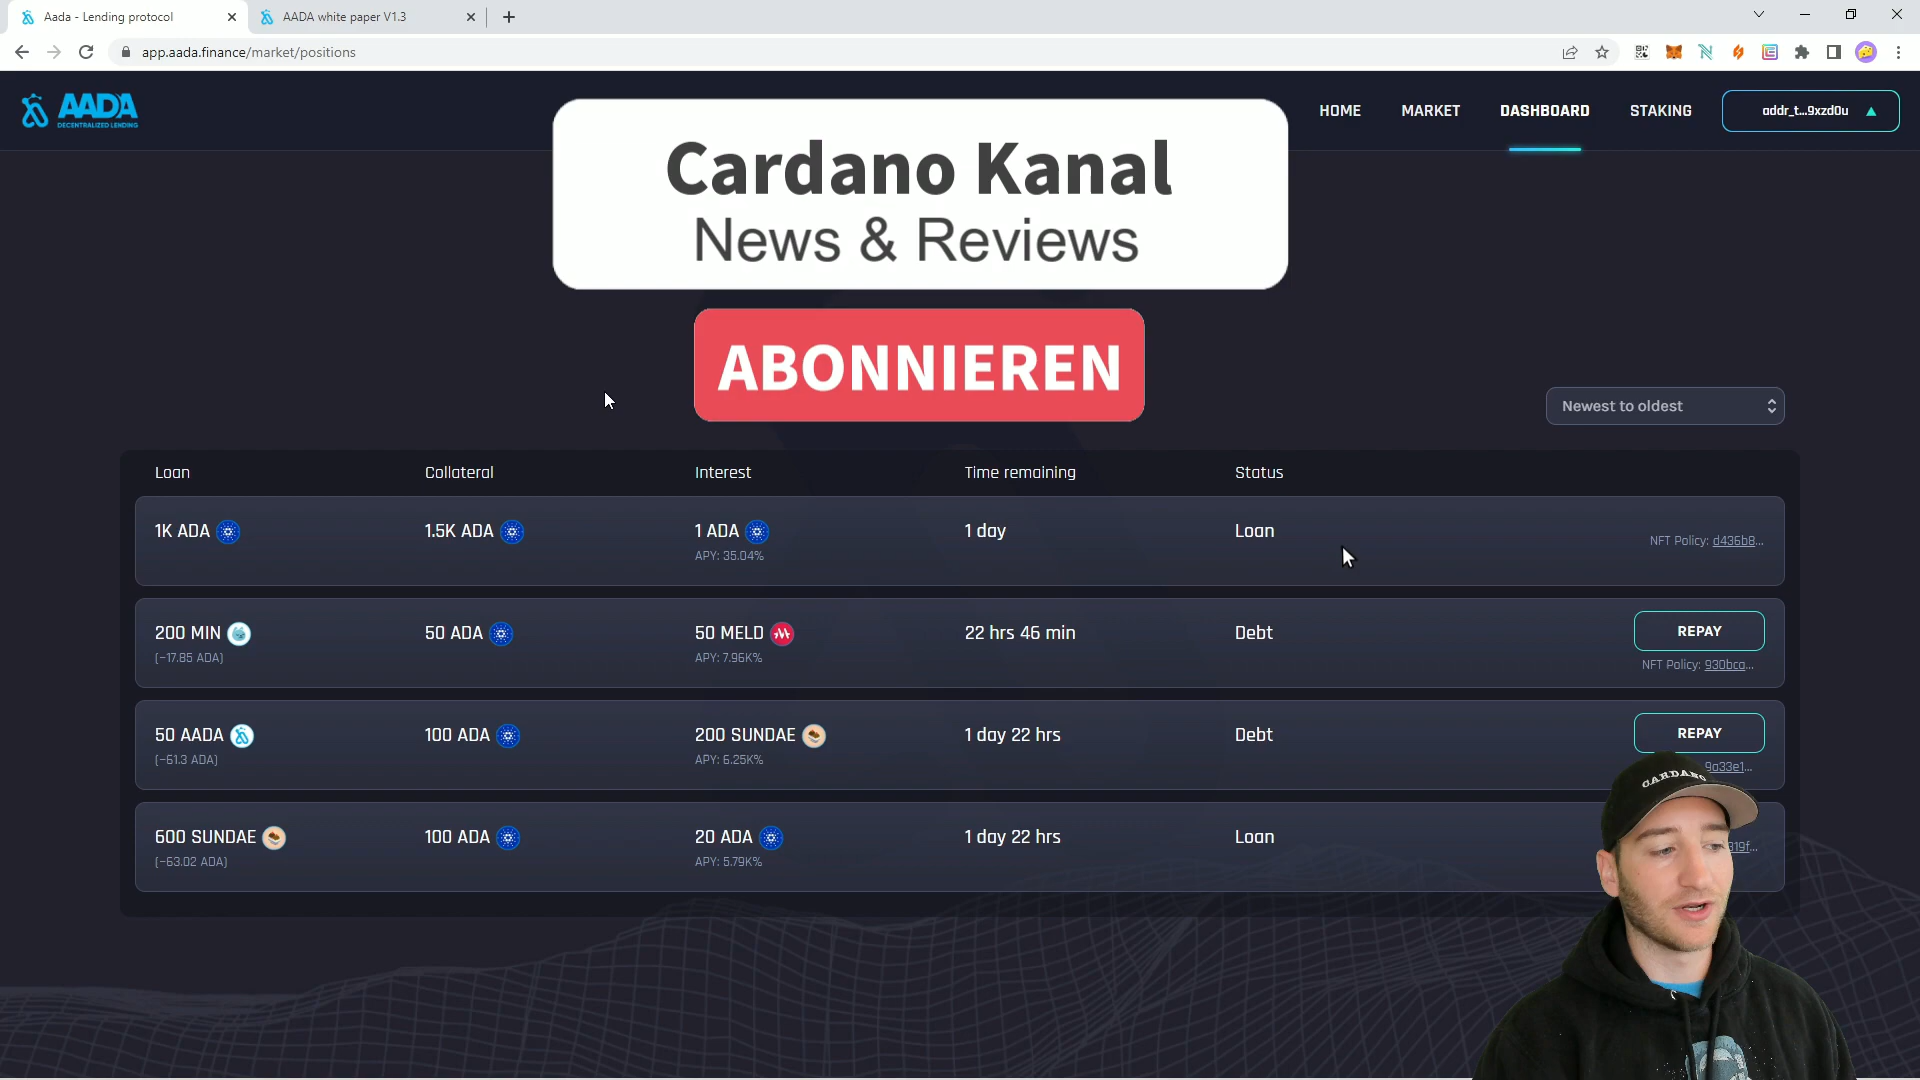 Aada - Lending protocol
AADA white paper V1.3
app.aada.finance/market/positions
AADA
DECENTRALIZED LENDING
HOME
MARKET
DASHBOARD
STAKING
addr_t...9xzd0u
Cardano Kanal
News & Reviews
ABONNIEREN
Newest to oldest
Loan Collateral Interest Time remaining Status
1K ADA 1.5K ADA 1 ADA 1 day Loan
APY: 35.04%
NFT Policy: d436b8...
200 MIN 50 ADA 50 MELD 22 hrs 46 min Debt REPAY
(~17.85 ADA) APY: 7.96K% NFT Policy: 930bca...
50 AADA 100 ADA 200 SUNDAE 1 day 22 hrs Debt REPAY
(~61.3 ADA) APY: 6.25K% 9a33e1...
600 SUNDAE 100 ADA 20 ADA 1 day 22 hrs Loan
319f...
(~63.02 ADA) APY: 5.79K%
CARDANO